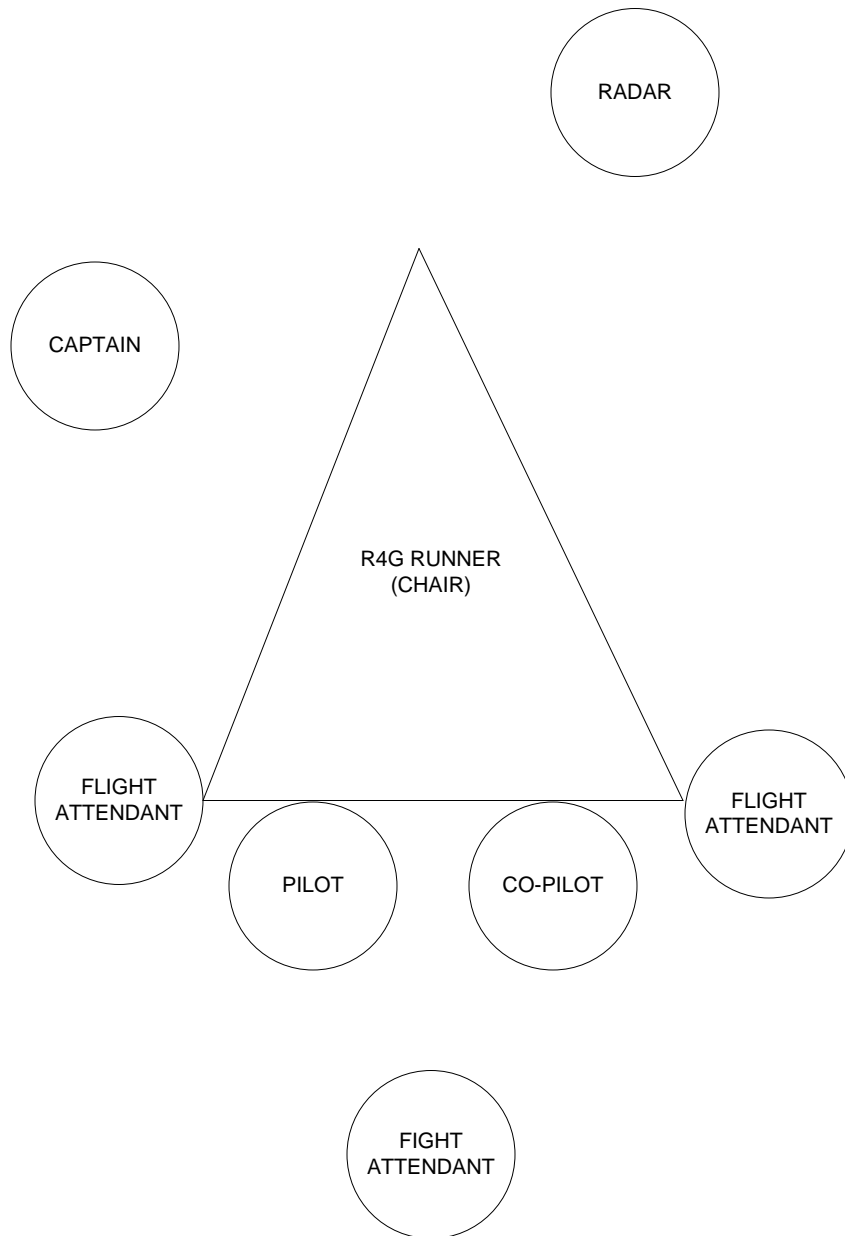 RADAR
CAPTAIN
R4G RUNNER
(CHAIR)
FLIGHT
ATTENDANT
FLIGHT
ATTENDANT
PILOT
CO-PILOT
FIGHT
ATTENDANT